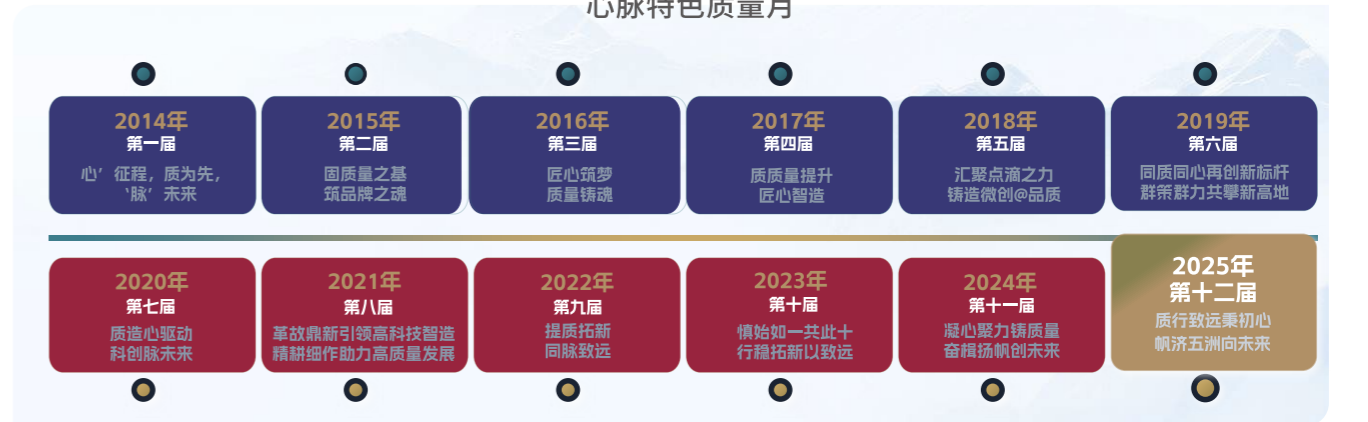 心脉特色质量月
2014年
第一届
心’征程，质为先，
‘脉’未来
2015年
第二届
固质量之基
筑品牌之魂
2016年
第三届
匠心筑梦
质量铸魂
2017年
第四届
质质量提升
匠心智造
2018年
第五届
汇聚点滴之力
铸造微创@品质
2019年
第六届
同质同心再创新标杆
群策群力共攀新高地
2020年
第七届
质造心驱动
科创脉未来
2021年
第八届
革故鼎新引领高科技智造
精耕细作助力高质量发展
2022年
第九届
提质拓新
同脉致远
2023年
第十届
慎始如一共此十
行稳拓新以致远
2024年
第十一届
凝心聚力铸质量
奋楫扬帆创未来
2025年
第十二届
质行致远秉初心
帆济五洲向未来